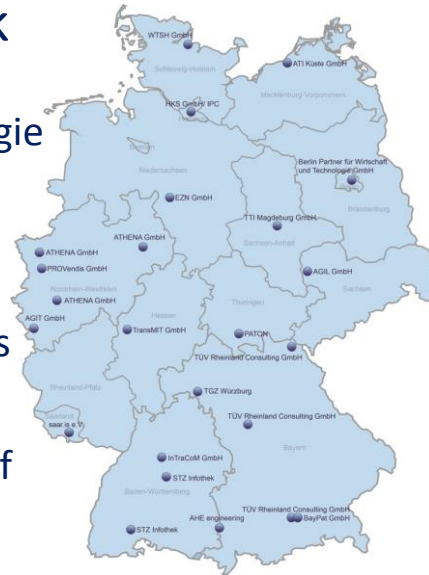 k
WTSH GmbH
ATI Küste GmbH
Schleswig-Holstein
Mecklenburg-Vorpommern
HKS GmbH/ IPC
gie
Bremen
Niedersachsen
Berlin Partner für Wirtschaft
und Technologie GmbH
Brandenburg
EZN GmbH
TTI Magdeburg GmbH
ATHENA GmbH
Sachsen-Anhalt
ATHENA GmbH
PROVendis GmbH
AGIL GmbH
Nordrhein-Westfalen
Sachsen
ATHENA GmbH
Thüringen
Hessen
AGIT GmbH
TransMIT GmbH
PATON
s
TÜV Rheinland Consulting GmbH
Rheinland-Pfalz
TGZ Würzburg
Saarland
saar.is e.V.
TÜV Rheinland Consulting GmbH
Bayern
f
InTraCoM GmbH
STZ Infothek
Baden-Württemberg
TÜV Rheinland Consulting GmbH
BayPat GmbH
AHE engineering
STZ Infothek